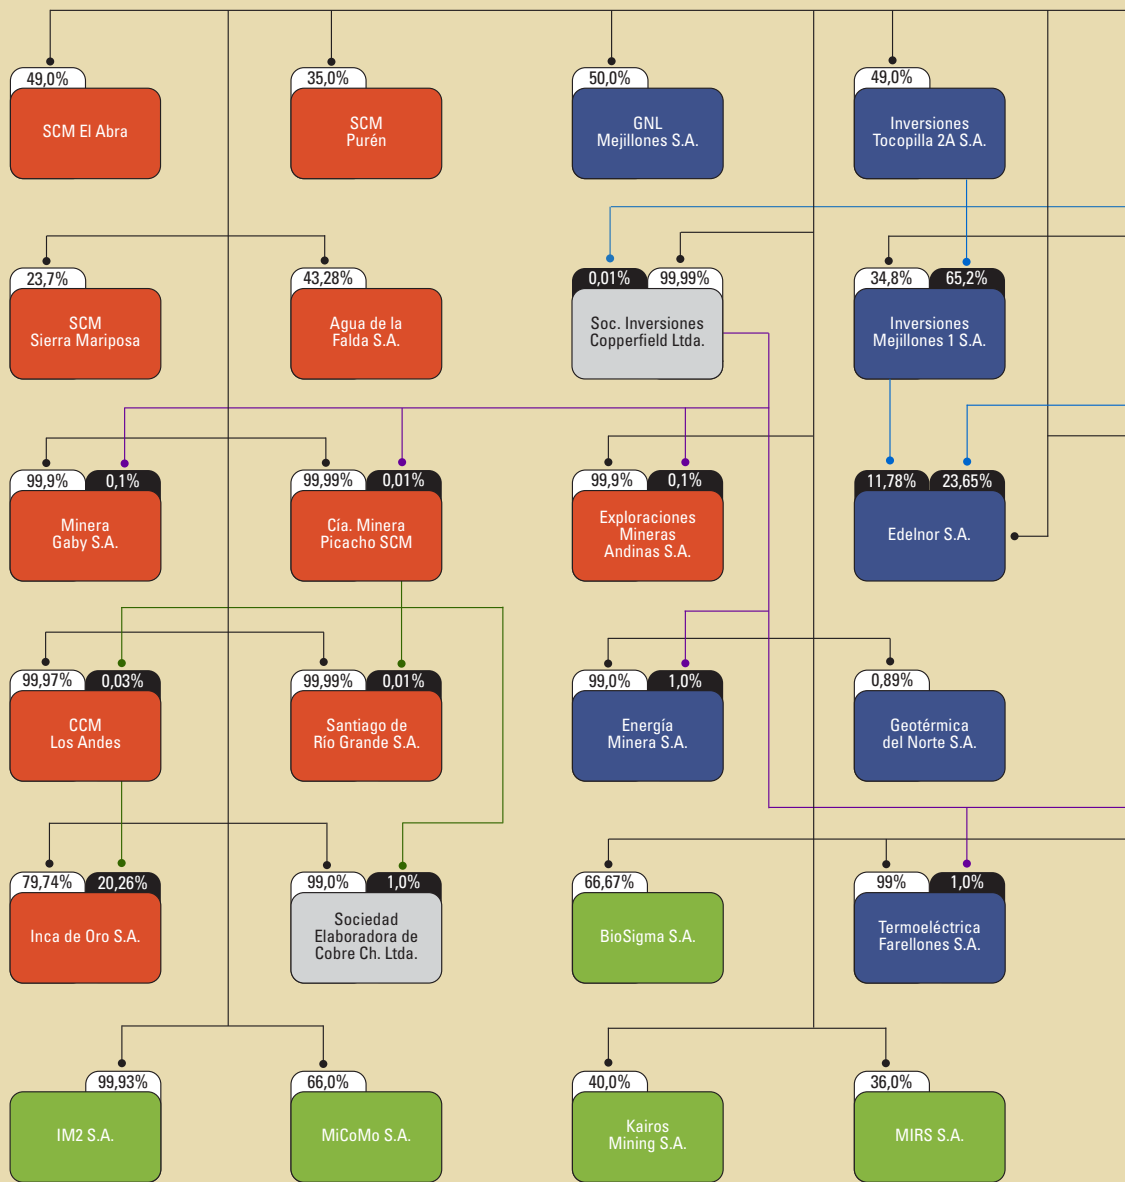 49,0%
SCM El Abra
35,0%
SCM
Purén
50,0%
GNL
Mejillones S.A.
49,0%
Inversiones
Tocopilla 2A S.A.
23,7%
SCM
Sierra Mariposa
43,28%
Agua de la
Falda S.A.
0,01% 99,99%
Soc. Inversiones
Copperfield Ltda.
34,8% 65,2%
Inversiones
Mejillones 1 S.A.
99,9% 0,1%
Minera
Gaby S.A.
99,99% 0,01%
Cía. Minera
Picacho SCM
99,9% 0,1%
Exploraciones
Mineras
Andinas S.A.
11,78% 23,65%
Edelnor S.A.
99,97% 0,03%
CCM
Los Andes
99,99% 0,01%
Santiago de
Río Grande S.A.
99,0% 1,0%
Energía
Minera S.A.
0,89%
Geotérmica
del Norte S.A.
79,74% 20,26%
Inca de Oro S.A.
99,0% 1,0%
Sociedad
Elaboradora de
Cobre Ch. Ltda.
66,67%
BioSigma S.A.
99% 1,0%
Termoeléctrica
Farellones S.A.
99,93%
IM2 S.A.
66,0%
MiCoMo S.A.
40,0%
Kairos
Mining S.A.
36,0%
MIRS S.A.